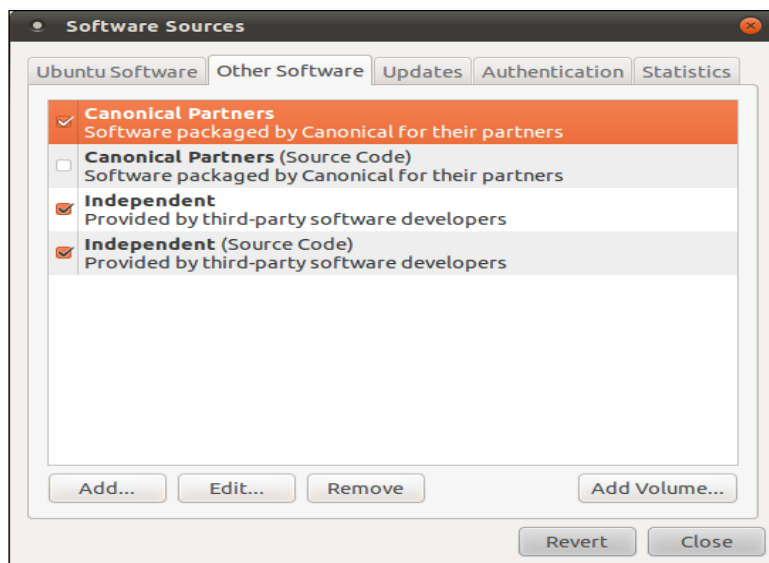 Software Sources
Ubuntu Software Other Software Updates Authentication Statistics
Canonical Partners
Software packaged by Canonical for their partners
Canonical Partners (Source Code)
Software packaged by Canonical for their partners
Independent
Provided by third-party software developers
Independent (Source Code)
Provided by third-party software developers
Add... Edit... Remove Add Volume...
Revert Close